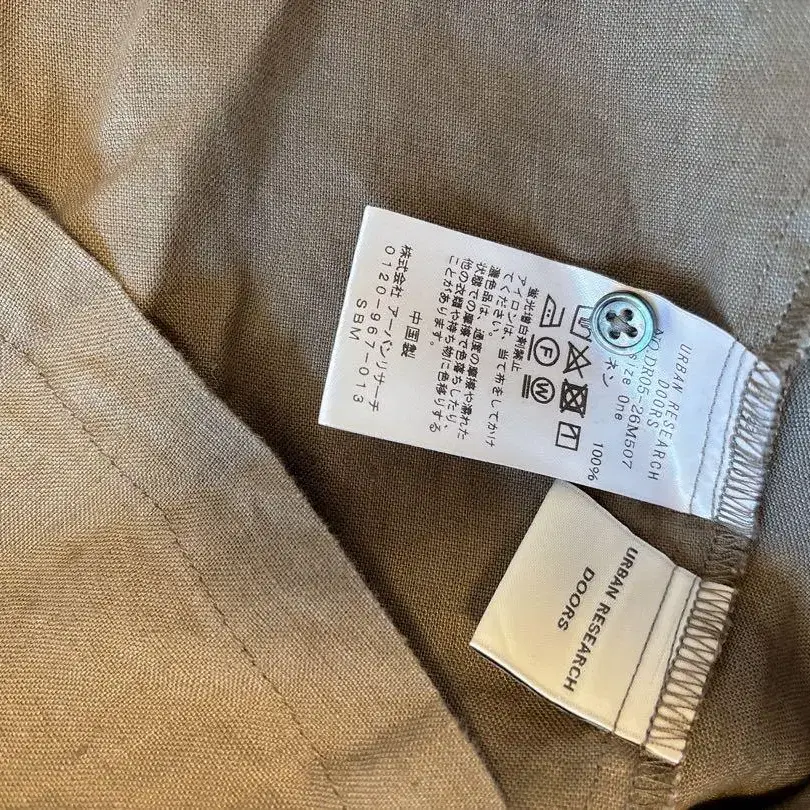 URBAN RESEARCH
DOORS
DR05-26M507
size One
ネン 100%
蛍光増白剤禁止
アイロンは、当て布をしてかけ
てください。
濃色品は、過度の摩擦や濡れた
状態での摩擦で色落ちしたり、
他の衣類や持ち物に色移りする
ことがあります。
中国製
株式会社 アーバンリサーチ
0120-967-013
SBM
F
W
URBAN RESEARCH
DOORS